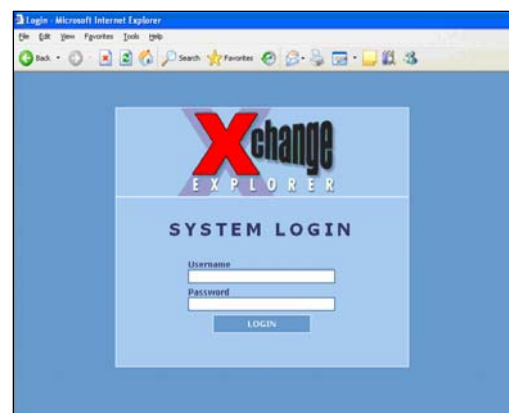 Login - Microsoft Internet Explorer
File Edit View Favorites Tools Help
Back Search Favorites
Xchange
EXPLORER
SYSTEM LOGIN
Username
Password
LOGIN